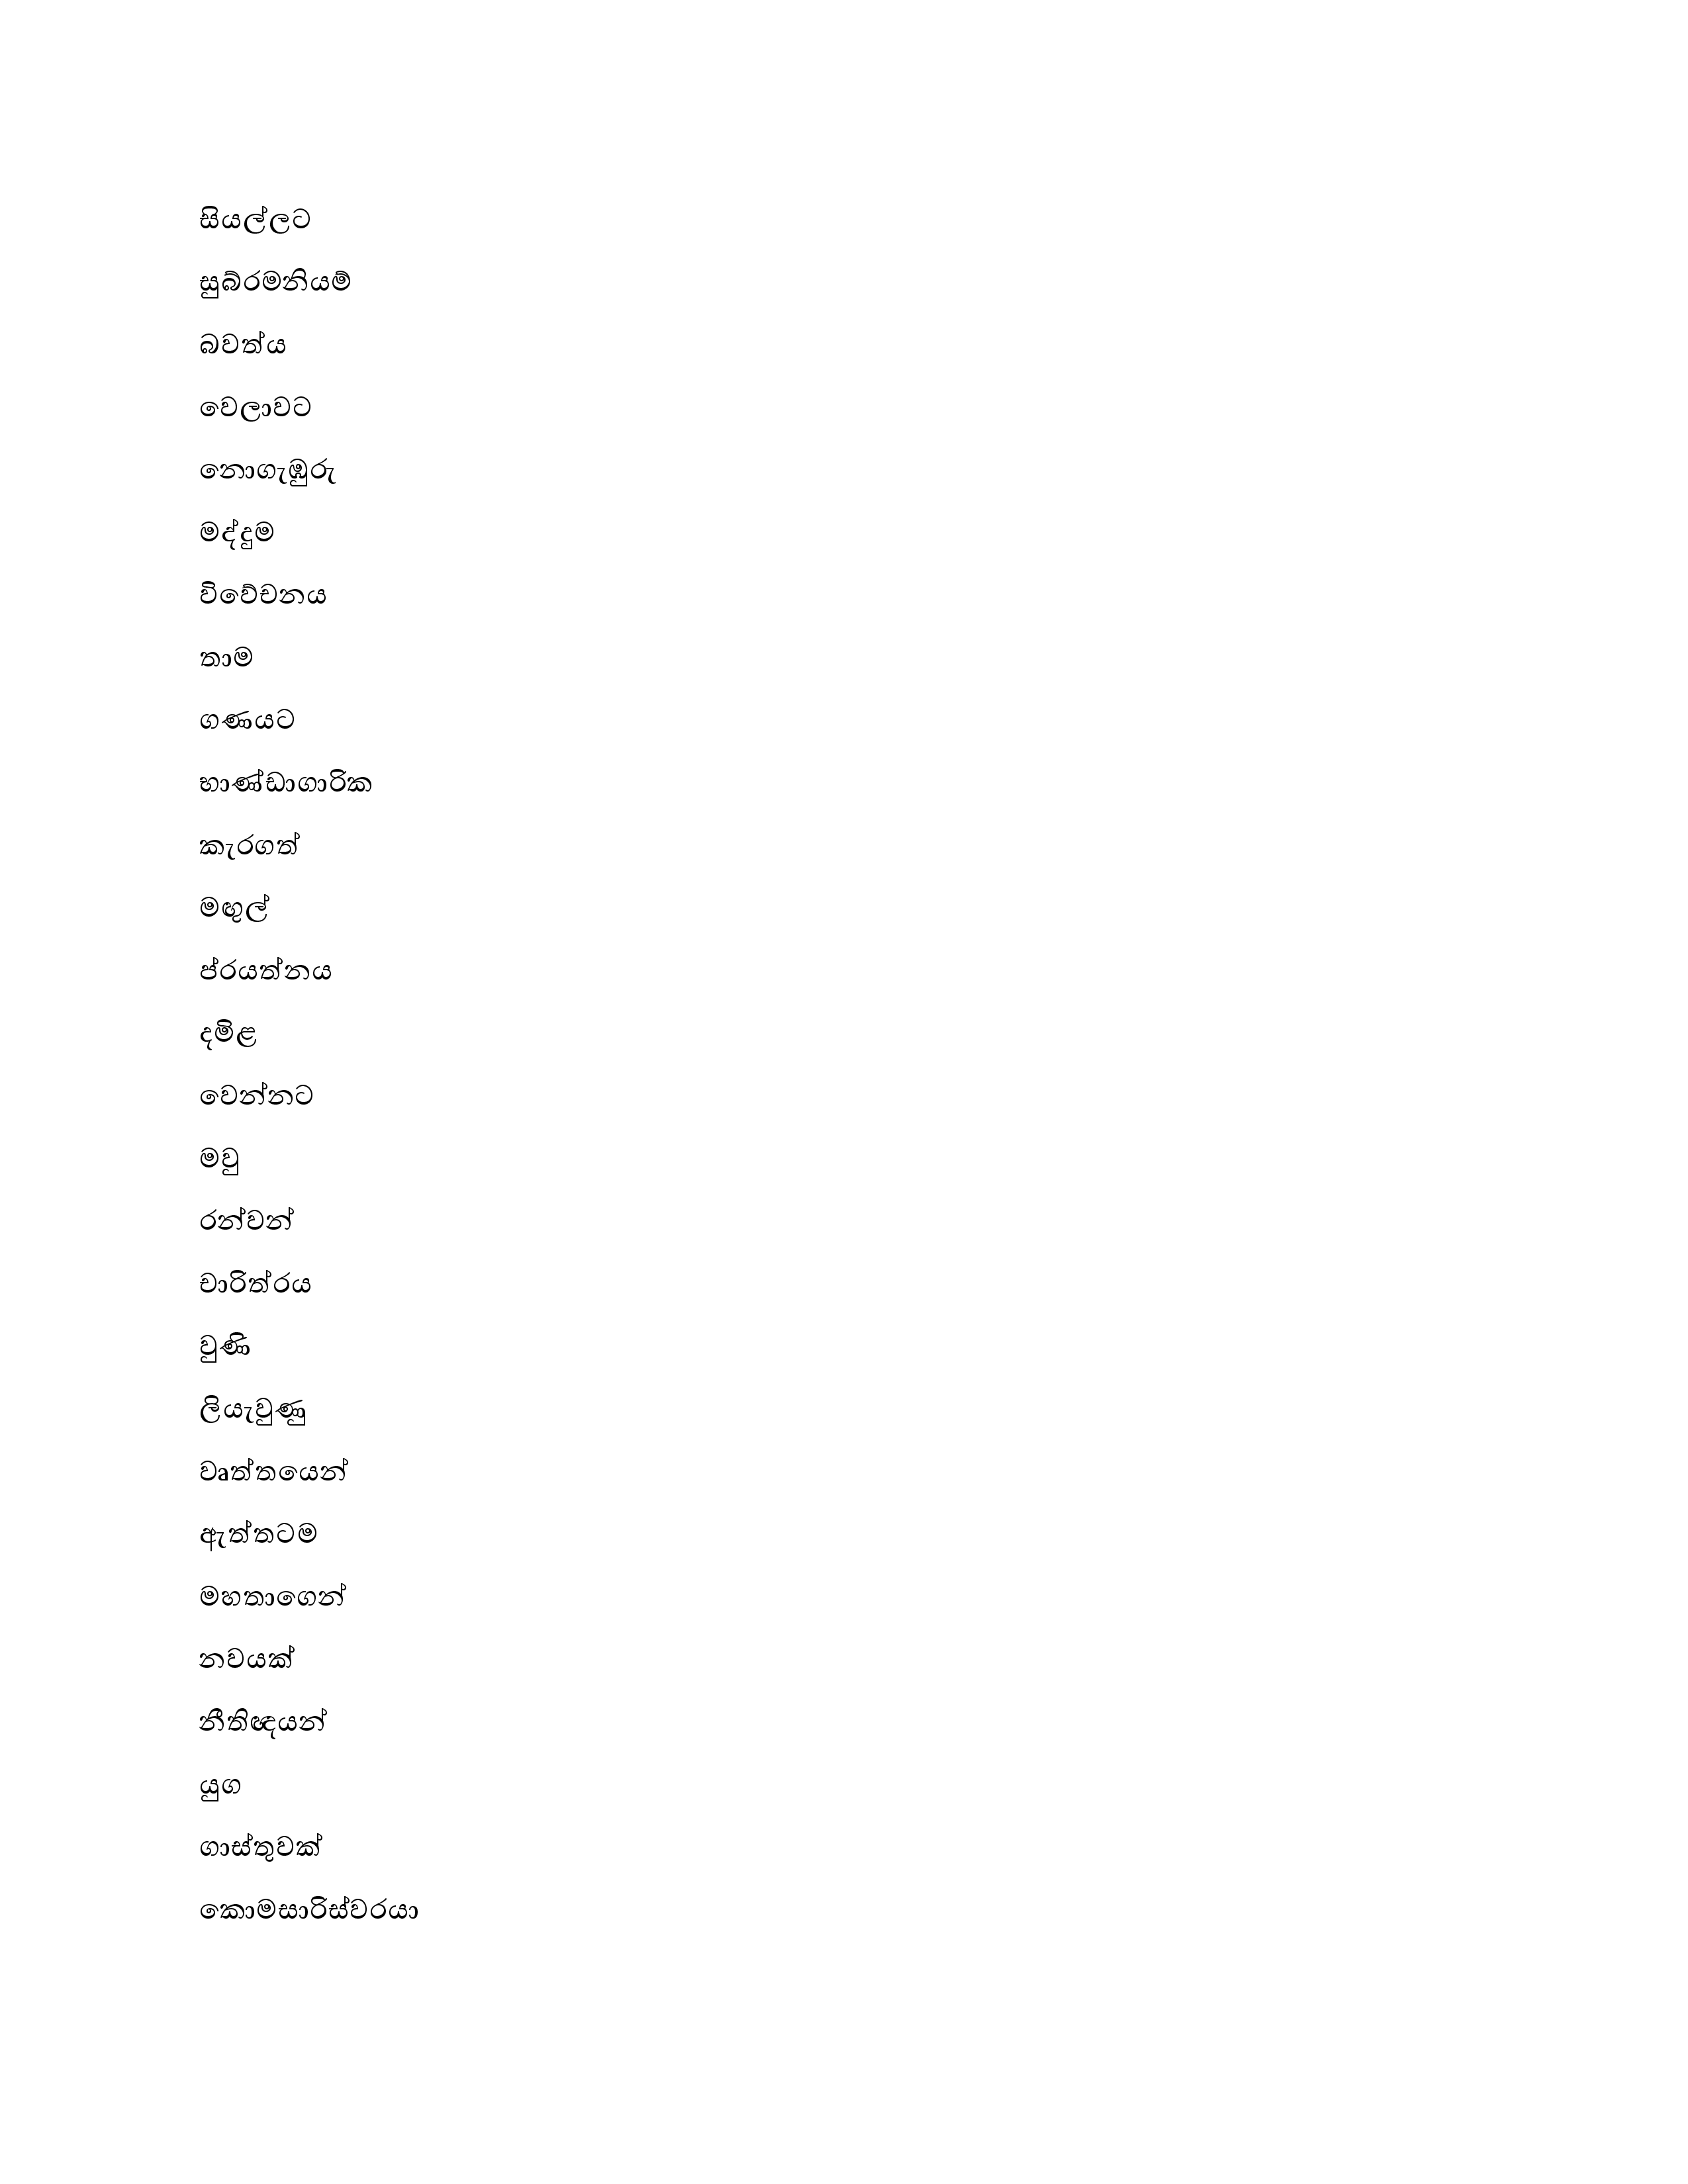 සියල්ලට
සුබ්රමනියම්
බවත්ය
වෙලාවට
නොගැඹුරු
මද්දුම
විවේචනය
තාම
ගණයට
භාණ්ඩාගාරික
කැරගත්
මඟුල්
ප්රයත්නය
දමිළ
වෙන්නට
මවු
රන්වන්
චාරිත්රය
වුණි
ලියැවුණු
වෘත්තයෙන්
ඇත්තටම
මහතාගෙන්
නවයක්
නීතිඥයන්
යුග
ගාස්තුවක්
කොමසාරිස්වරයා